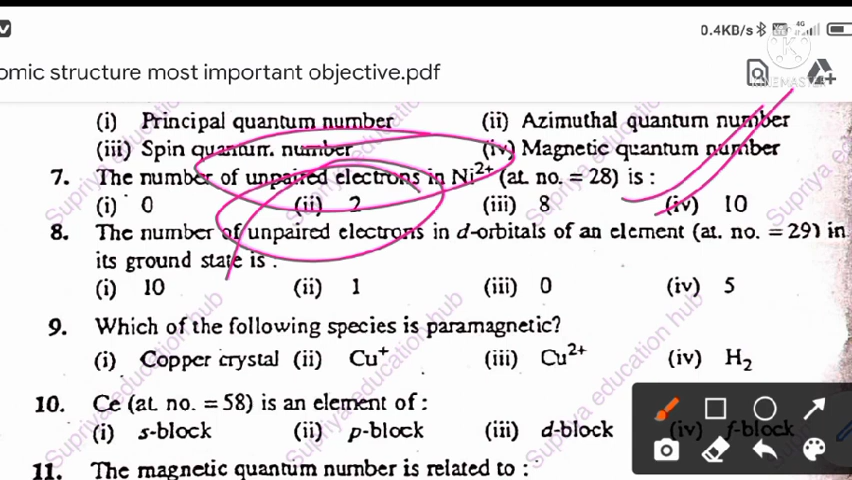 0.4KB/s 4G
omic structure most important objective.pdf
KINEMASTER
(i) Principal quantum number (ii) Azimuthal quantum number
(iii) Spin quantum number (iv) Magnetic quantum number
7. The number of unpaired electrons in Ni²⁺ (at. no. = 28) is :
(i) 0 (ii) 2 (iii) 8 (iv) 10
8. The number of unpaired electrons in d-orbitals of an element (at. no. = 29) in
its ground state is :
(i) 10 (ii) 1 (iii) 0 (iv) 5
9. Which of the following species is paramagnetic?
(i) Copper crystal (ii) Cu⁺ (iii) Cu²⁺ (iv) H₂
10. Ce (at. no. = 58) is an element of :
(i) s-block (ii) p-block (iii) d-block (iv) f-block
11. The magnetic quantum number is related to :
Supriya education hub